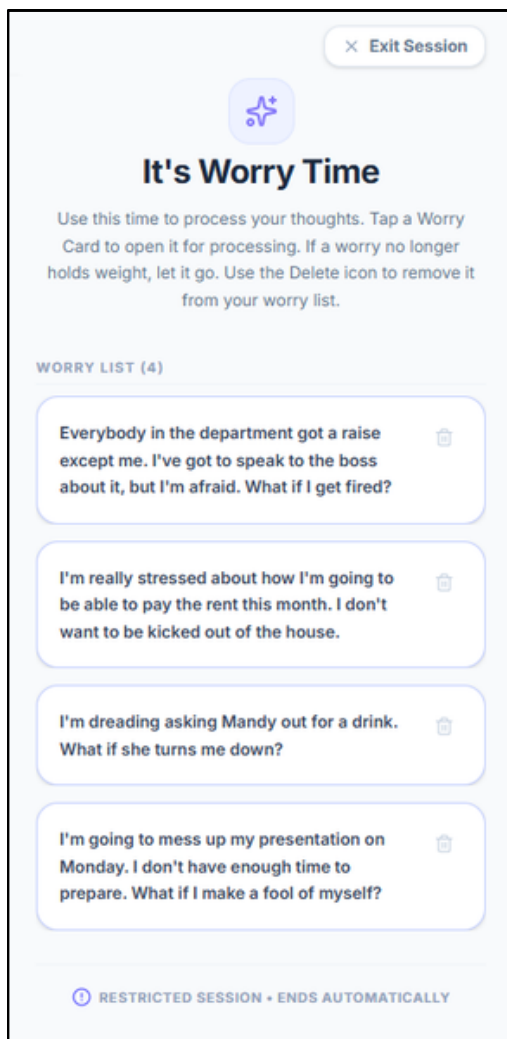 Exit Session
It's Worry Time
Use this time to process your thoughts. Tap a Worry
Card to open it for processing. If a worry no longer
holds weight, let it go. Use the Delete icon to remove it
from your worry list.
WORRY LIST (4)
Everybody in the department got a raise
except me. I've got to speak to the boss
about it, but I'm afraid. What if I get fired?
I'm really stressed about how I'm going to
be able to pay the rent this month. I don't
want to be kicked out of the house.
I'm dreading asking Mandy out for a drink.
What if she turns me down?
I'm going to mess up my presentation on
Monday. I don't have enough time to
prepare. What if I make a fool of myself?
RESTRICTED SESSION • ENDS AUTOMATICALLY